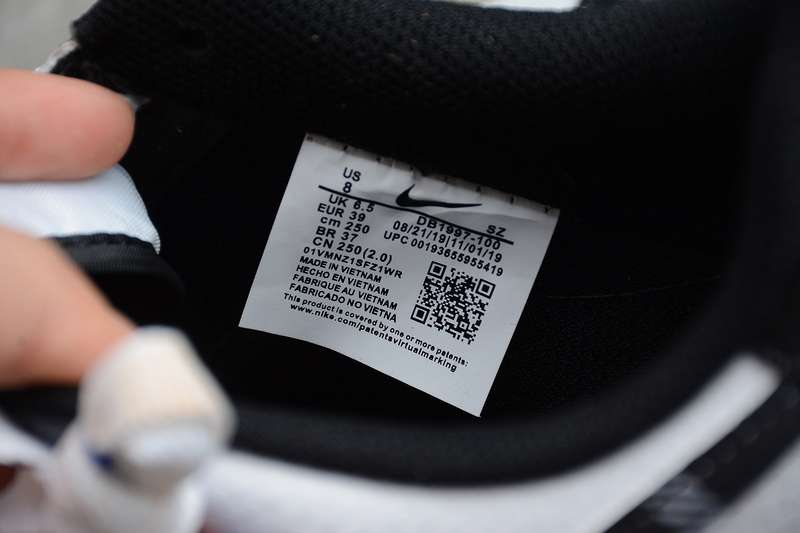 US
8
UK 6.5
EUR 39
cm 250
BR 37
CN 250(2.0)
SZ
DB1997-100
08/21/19|11/01/19
UPC 00193655955419
01VMNZ1SFZ1WR
MADE IN VIETNAM
HECHO EN VIETNAM
FABRIQUE AU VIETNAM
FABRICADO NO VIETNA
This product is covered by one or more patents:
www.nike.com/patentsvirtualmarking